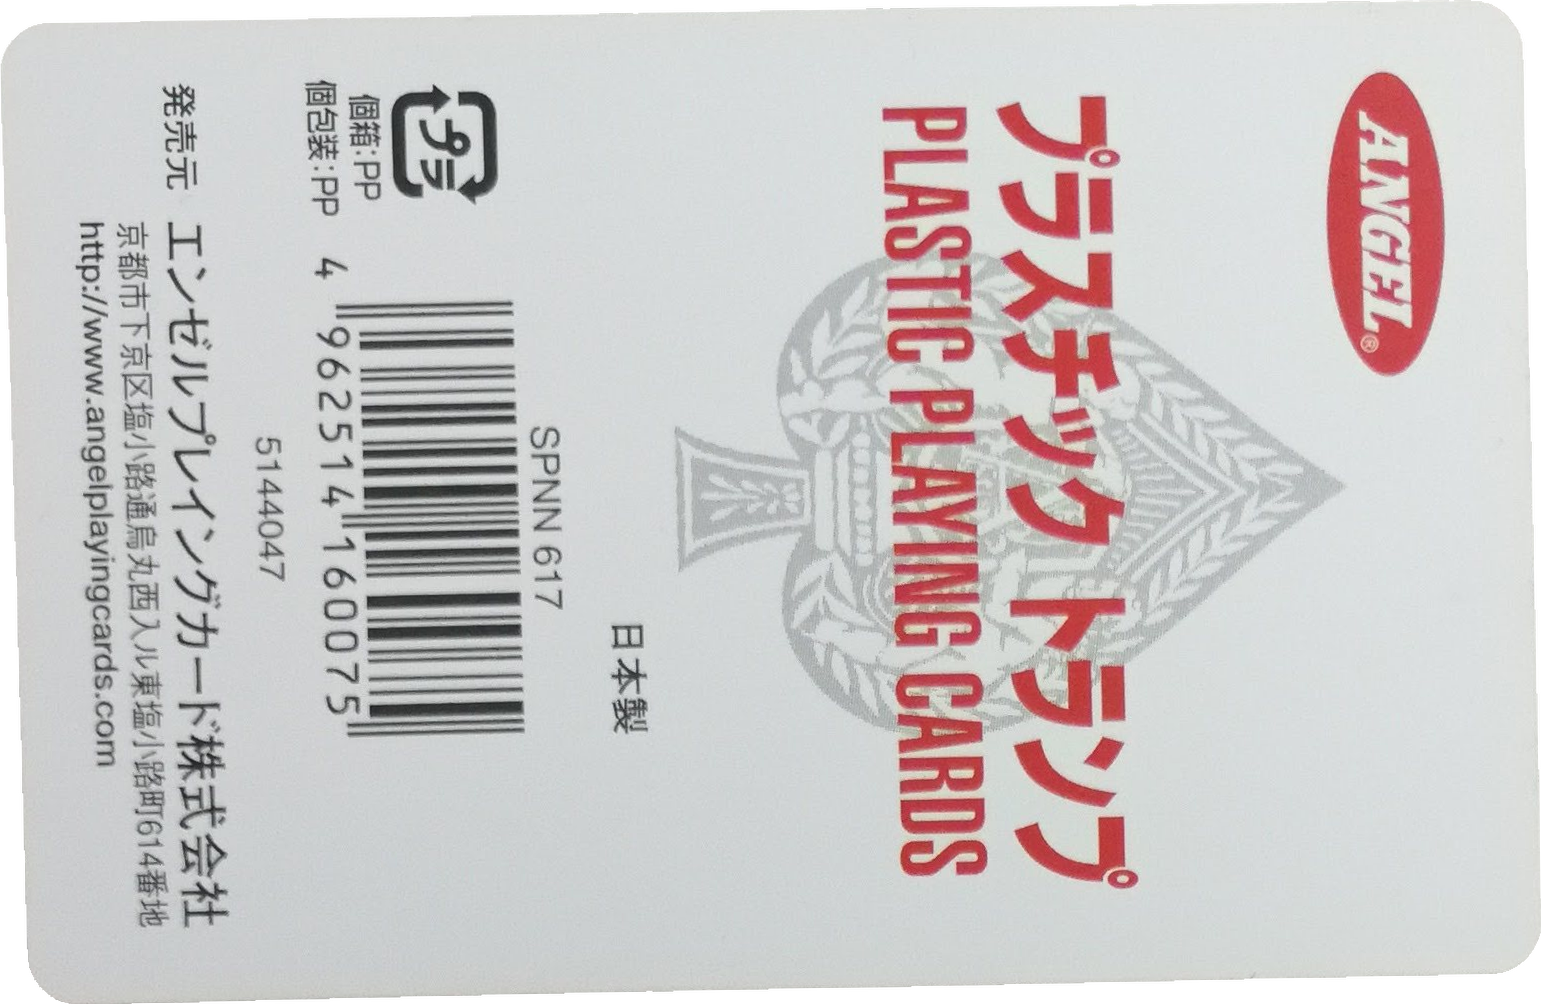 ANGEL®
プラスチック トランプ
PLASTIC PLAYING CARDS
日本製
SPNN 617
プラ
個箱:PP
個包装:PP
4 962514 160075
5144047
発売元 エンゼルプレイングカード株式会社
京都市下京区塩小路通烏丸西入ル東塩小路町614番地
http://www.angelplayingcards.com